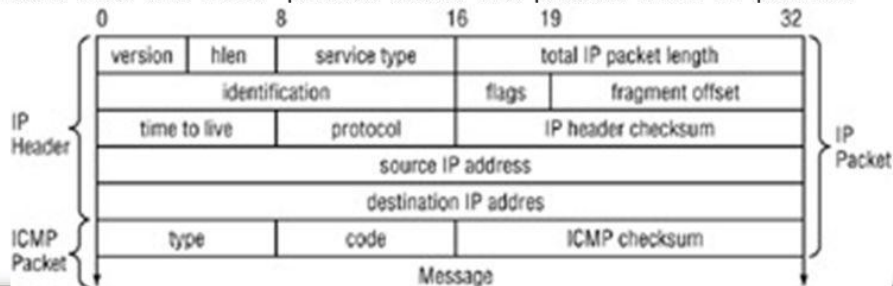 0 8 16 19 32
version hlen service type total IP packet length
identification flags fragment offset
IP Header
time to live protocol IP header checksum
IP Packet
source IP address
destination IP addres
ICMP Packet
type code ICMP checksum
Message